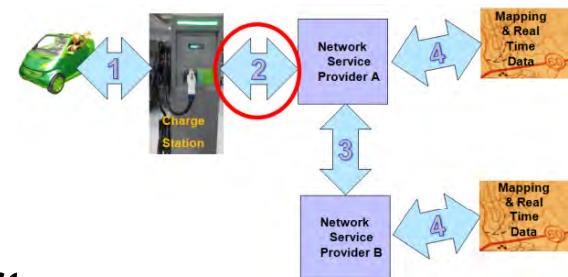 1
Charge
Station
2
Network
Service
Provider A
4
Mapping
& Real
Time
Data
3
Network
Service
Provider B
4
Mapping
& Real
Time
Data